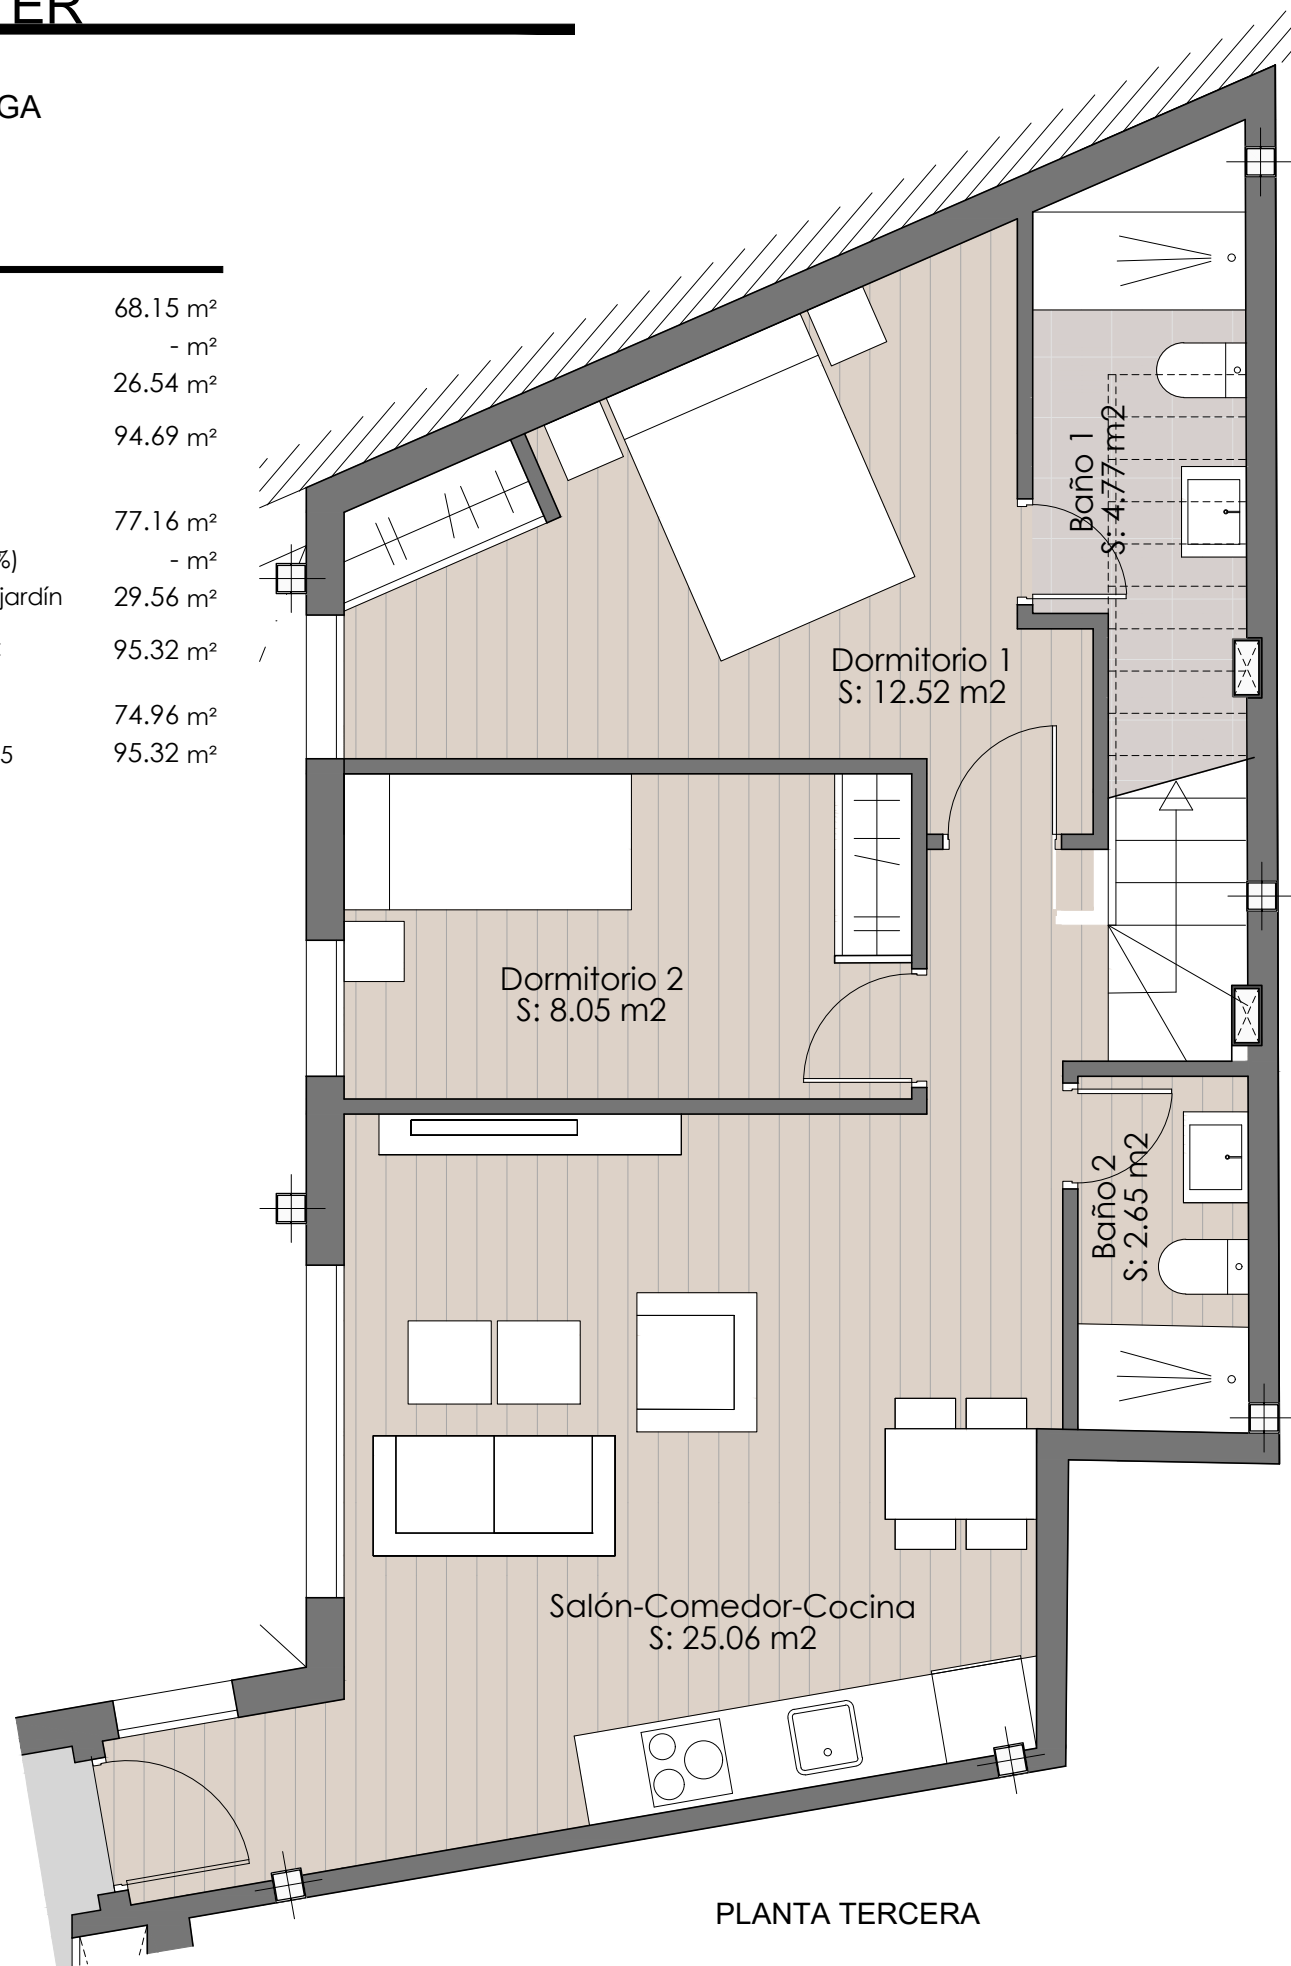 TER
GA
68.15 m²
- m²
26.54 m²
94.69 m²
77.16 m²
%) - m²
jardín 29.56 m²
: 95.32 m²
74.96 m²
5 95.32 m²
Baño 1
S: 4.77 m2
Dormitorio 1
S: 12.52 m2
Dormitorio 2
S: 8.05 m2
Baño 2
S: 2.65 m2
Salón-Comedor-Cocina
S: 25.06 m2
PLANTA TERCERA